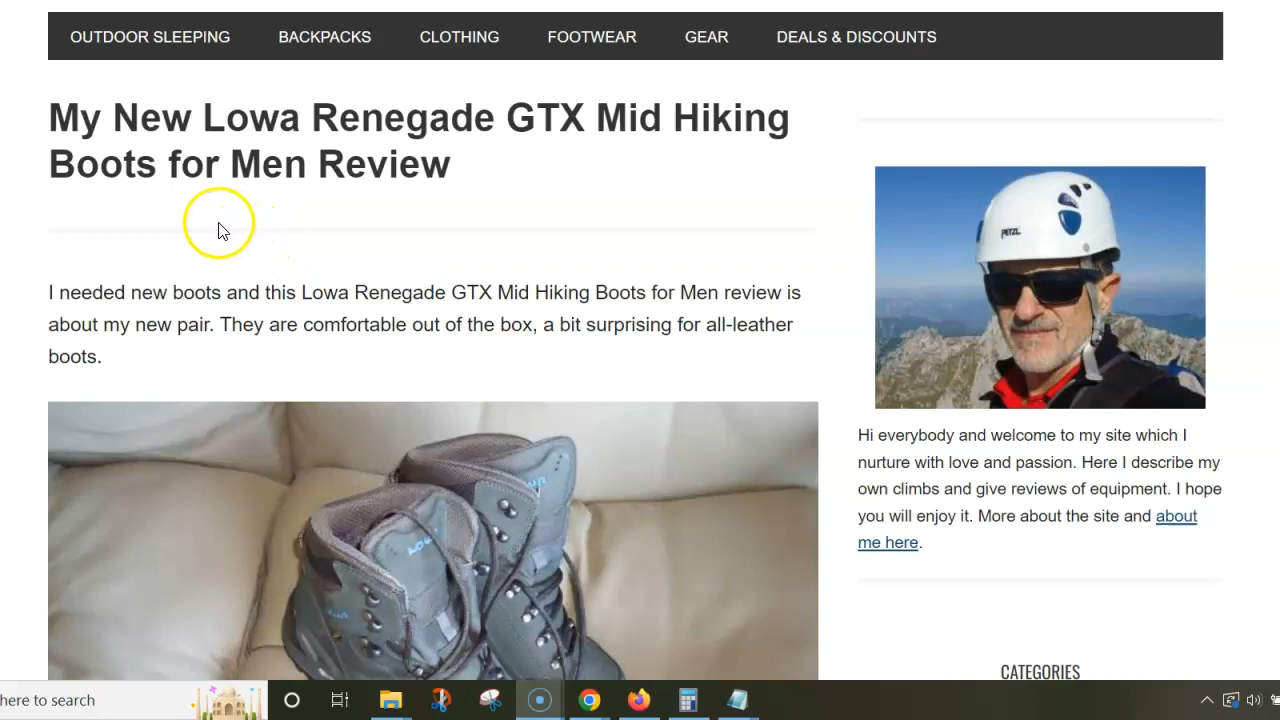 OUTDOOR SLEEPING BACKPACKS CLOTHING FOOTWEAR GEAR DEALS & DISCOUNTS
My New Lowa Renegade GTX Mid Hiking
Boots for Men Review
I needed new boots and this Lowa Renegade GTX Mid Hiking Boots for Men review is
about my new pair. They are comfortable out of the box, a bit surprising for all-leather
boots.
LOWA
PETZL
Hi everybody and welcome to my site which I
nurture with love and passion. Here I describe my
own climbs and give reviews of equipment. I hope
you will enjoy it. More about the site and about
me here.
CATEGORIES
here to search